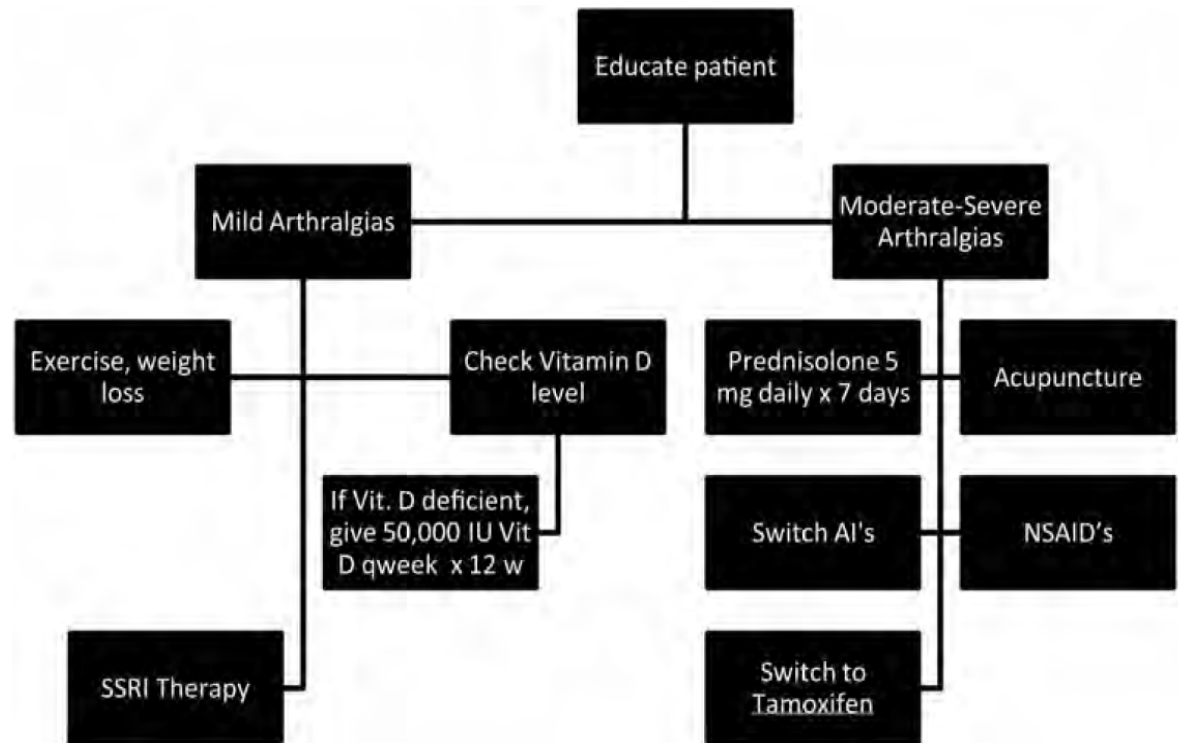 Educate patient
Mild Arthralgias
Moderate-Severe
Arthralgias
Exercise, weight
loss
Check Vitamin D
level
Prednisolone 5
mg daily x 7 days
Acupuncture
If Vit. D deficient,
give 50,000 IU Vit
D qweek x 12 w
Switch AI's
NSAID's
SSRI Therapy
Switch to
Tamoxifen